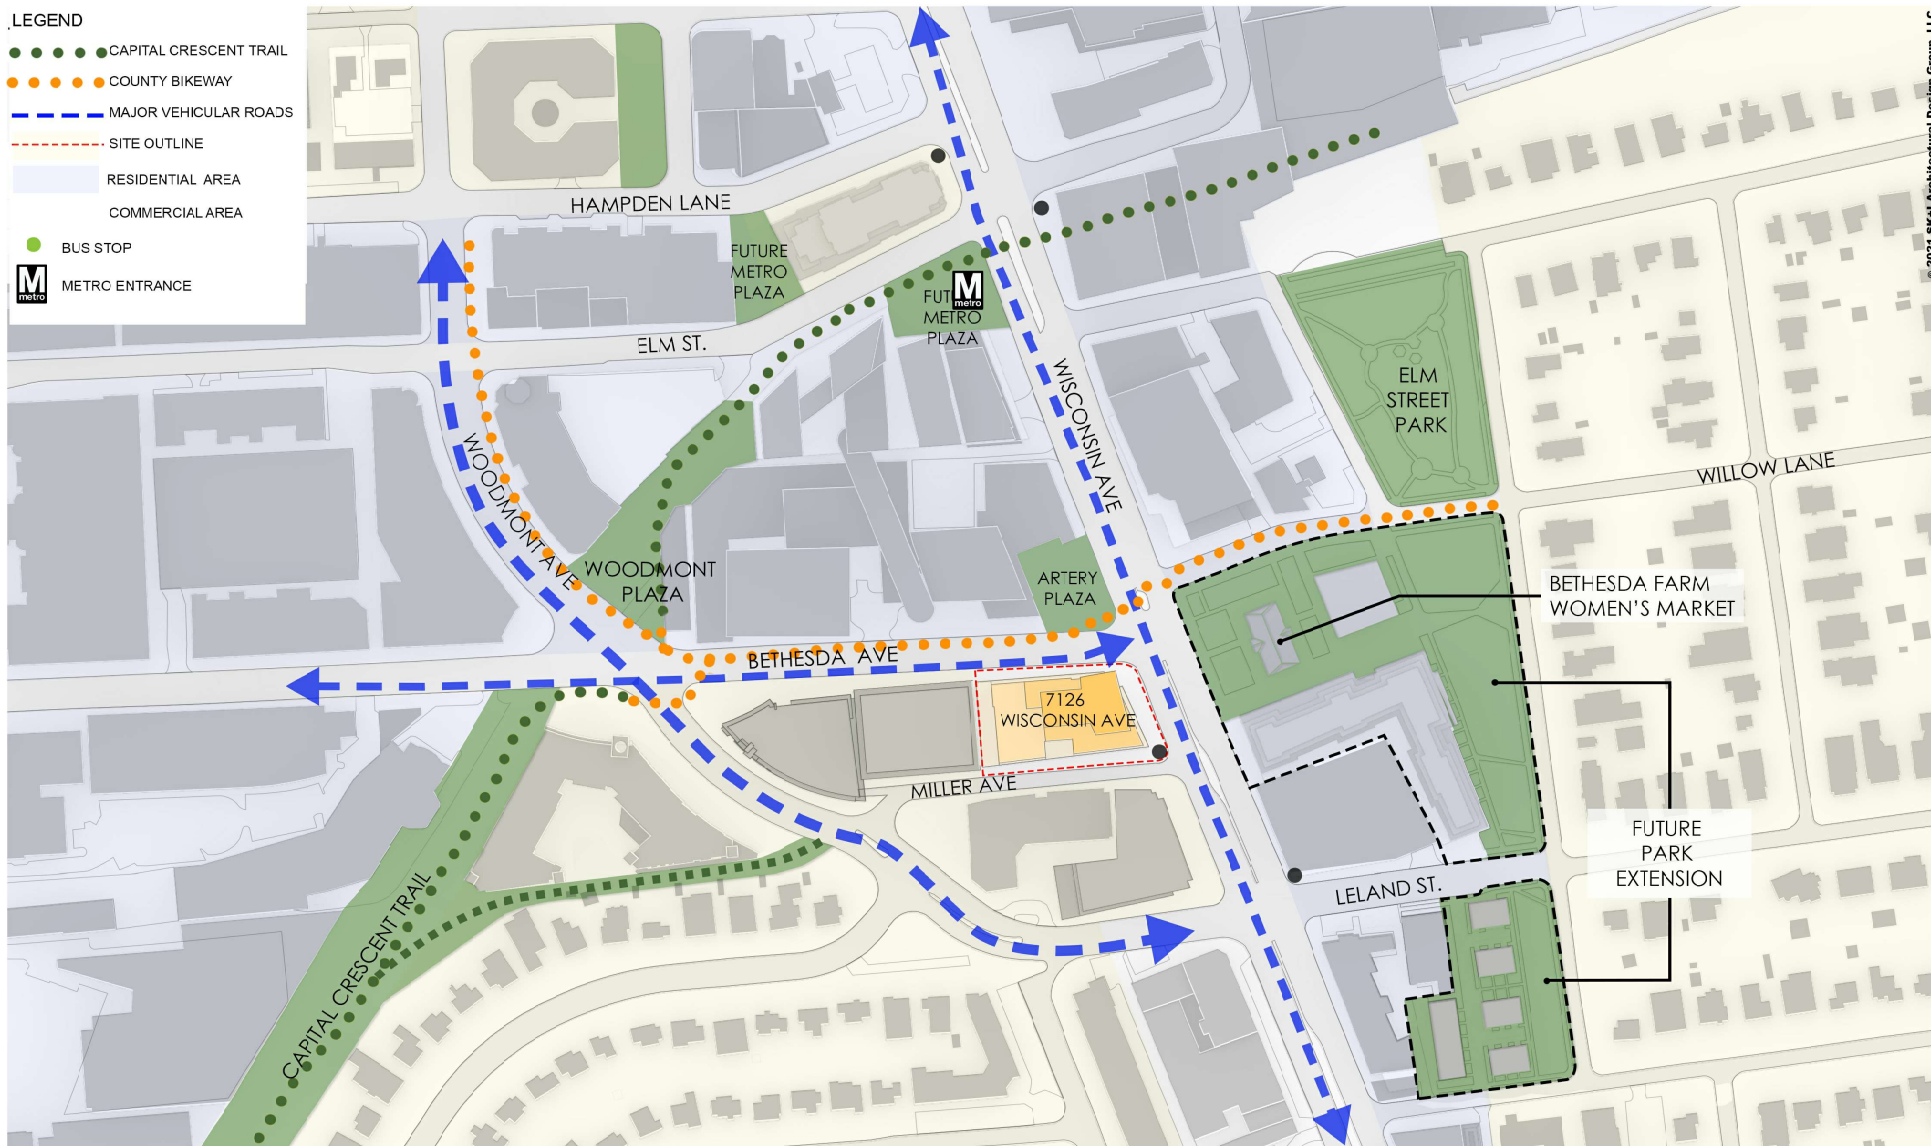 LEGEND
CAPITAL CRESCENT TRAIL
COUNTY BIKEWAY
MAJOR VEHICULAR ROADS
SITE OUTLINE
RESIDENTIAL AREA
COMMERCIAL AREA
BUS STOP
M
metro
METRO ENTRANCE
HAMPDEN LANE
FUTURE
METRO
PLAZA
M
metro
METRO
PLAZA
ELM ST.
WISCONSIN AVE
ELM
STREET
PARK
WILLOW LANE
WOODMONT AVE
WOODMONT
PLAZA
ARTERY
PLAZA
BETHESDA FARM
WOMEN'S MARKET
BETHESDA AVE
7126
WISCONSIN AVE
MILLER AVE
FUTURE
PARK
EXTENSION
LELAND ST.
CAPITAL CRESCENT TRAIL